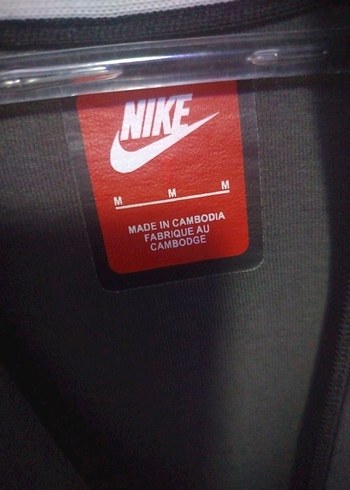 NIKE
M M M
MADE IN CAMBODIA
FABRIQUE AU
CAMBODGE